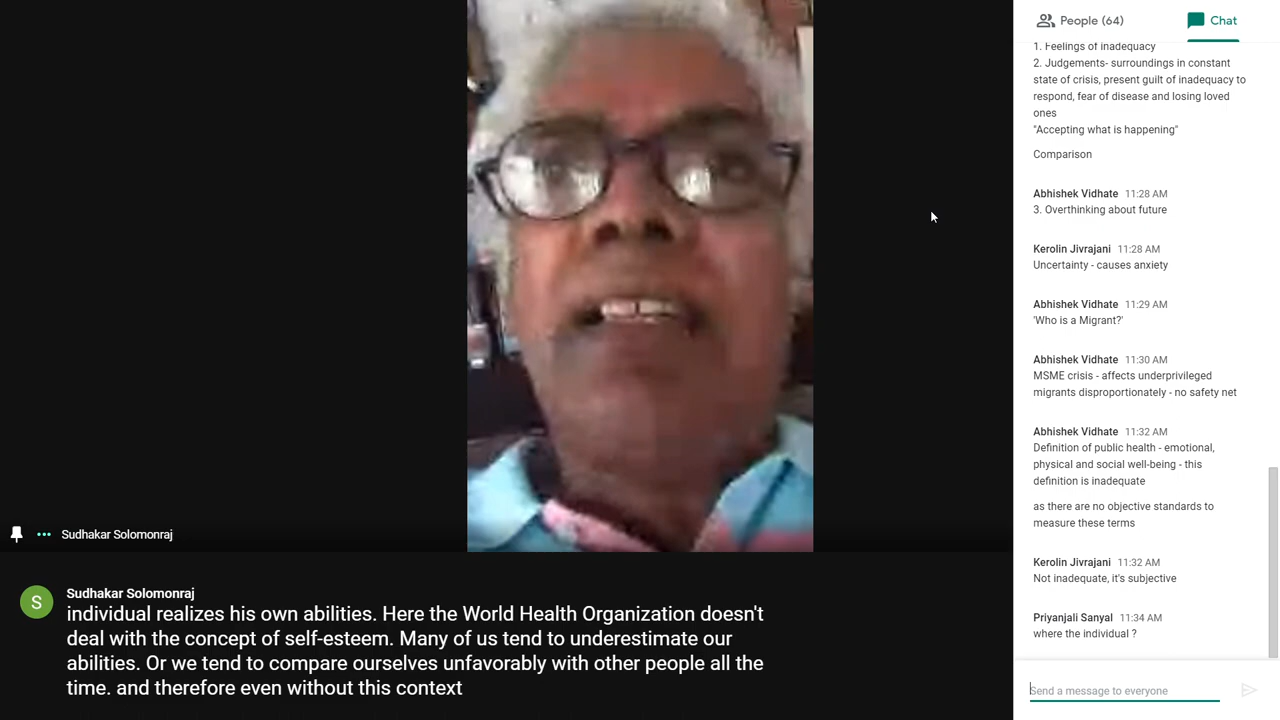 People (64)
Chat
1. Feelings of inadequacy
2. Judgements- surroundings in constant
state of crisis, present guilt of inadequacy to
respond, fear of disease and losing loved
ones
"Accepting what is happening"
Comparison
Abhishek Vidhate 11:28 AM
3. Overthinking about future
Kerolin Jivrajani 11:28 AM
Uncertainty - causes anxiety
Abhishek Vidhate 11:29 AM
'Who is a Migrant?'
Abhishek Vidhate 11:30 AM
MSME crisis - affects underprivileged
migrants disproportionately - no safety net
Abhishek Vidhate 11:32 AM
Definition of public health - emotional,
physical and social well-being - this
definition is inadequate
as there are no objective standards to
measure these terms
Kerolin Jivrajani 11:32 AM
Not inadequate, it's subjective
Priyanjali Sanyal 11:34 AM
where the individual ?
Send a message to everyone
Sudhakar Solomonraj
S
Sudhakar Solomonraj
individual realizes his own abilities. Here the World Health Organization doesn't
deal with the concept of self-esteem. Many of us tend to underestimate our
abilities. Or we tend to compare ourselves unfavorably with other people all the
time. and therefore even without this context